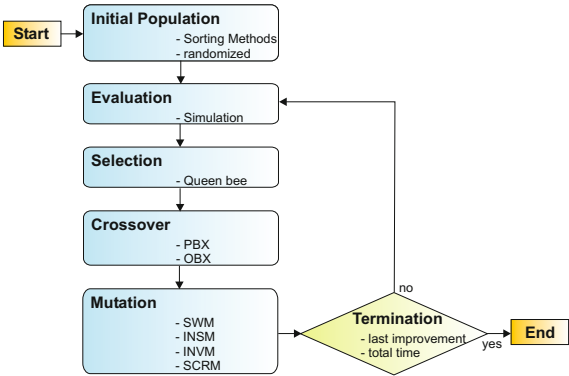 Start
Initial Population
- Sorting Methods
- randomized
Evaluation
- Simulation
Selection
- Queen bee
Crossover
- PBX
- OBX
Mutation
- SWM
- INSM
- INVM
- SCRM
no
Termination
- last improvement
- total time
yes
End